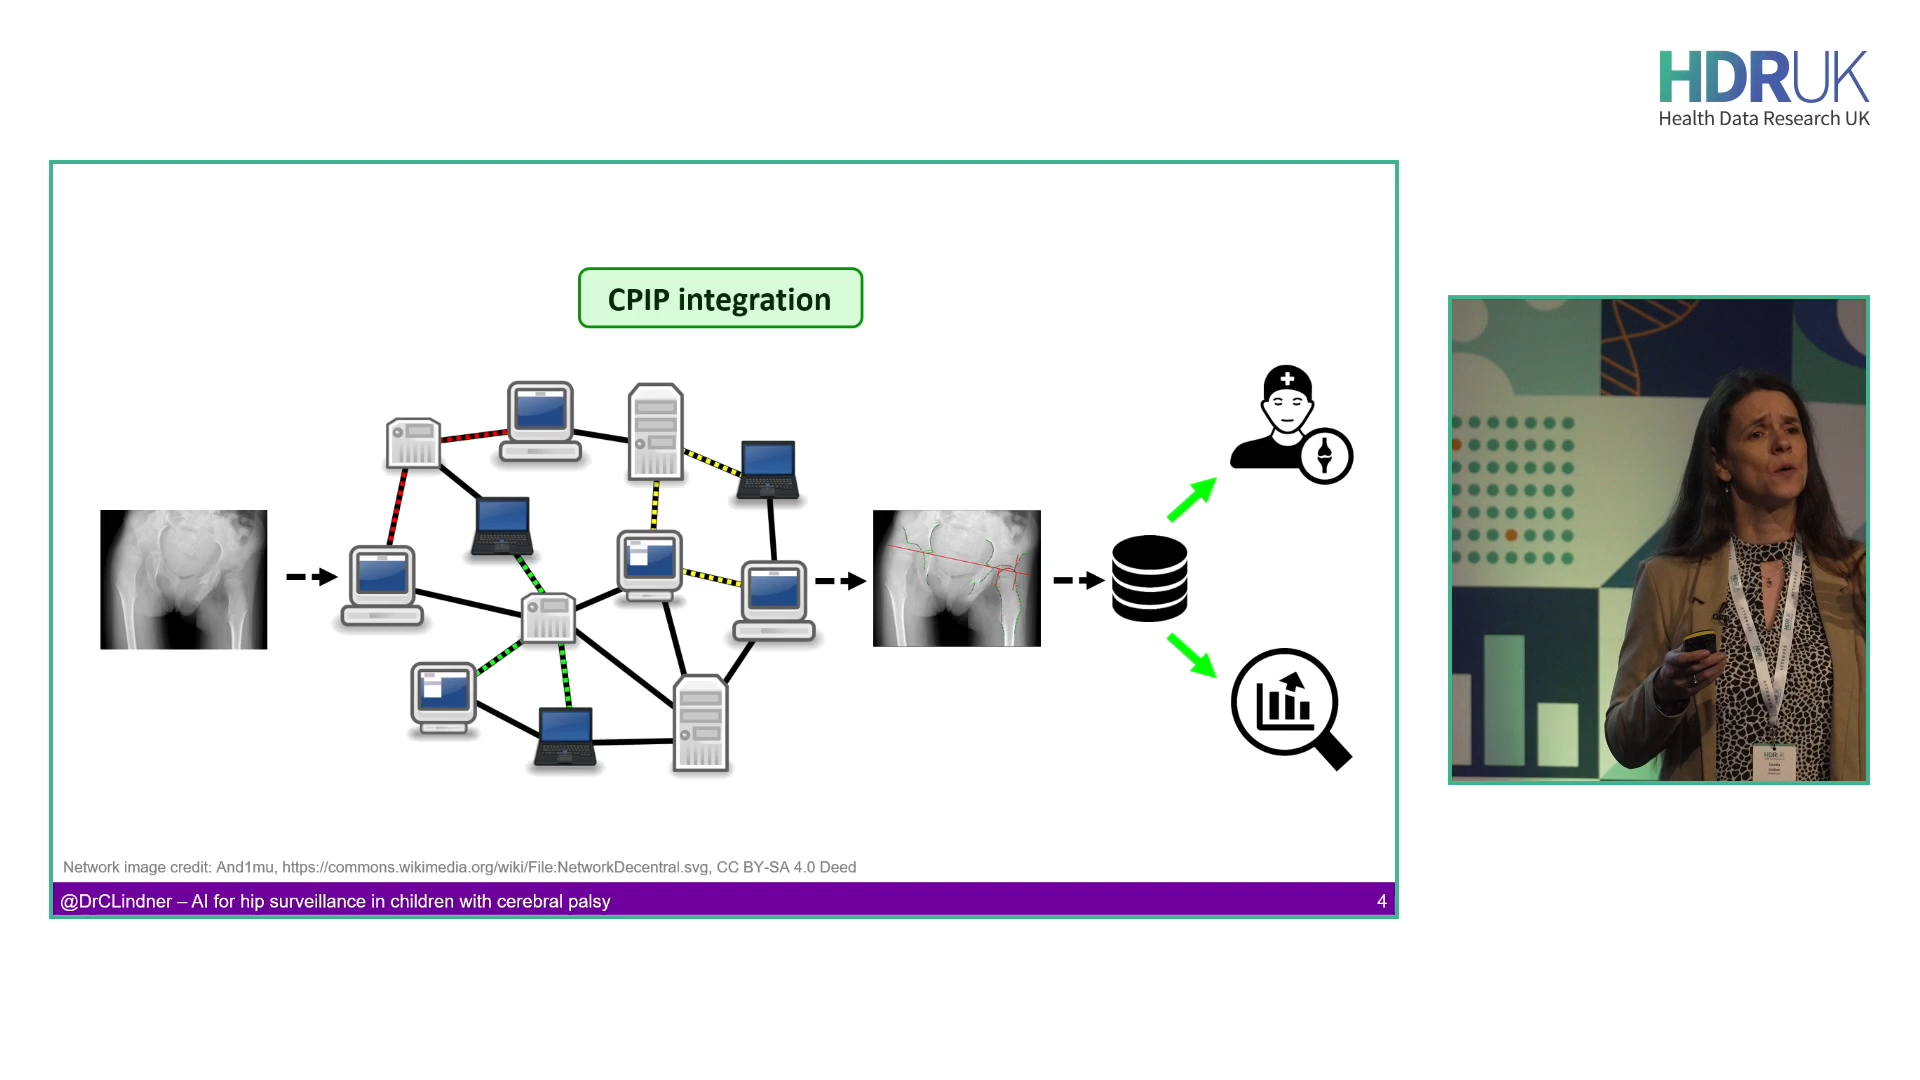 HDRUK
Health Data Research UK
CPIP integration
Network image credit: And1mu, https://commons.wikimedia.org/wiki/File:NetworkDecentral.svg, CC BY-SA 4.0 Deed
@DrCLindner – AI for hip surveillance in children with cerebral palsy
4
HDRUK